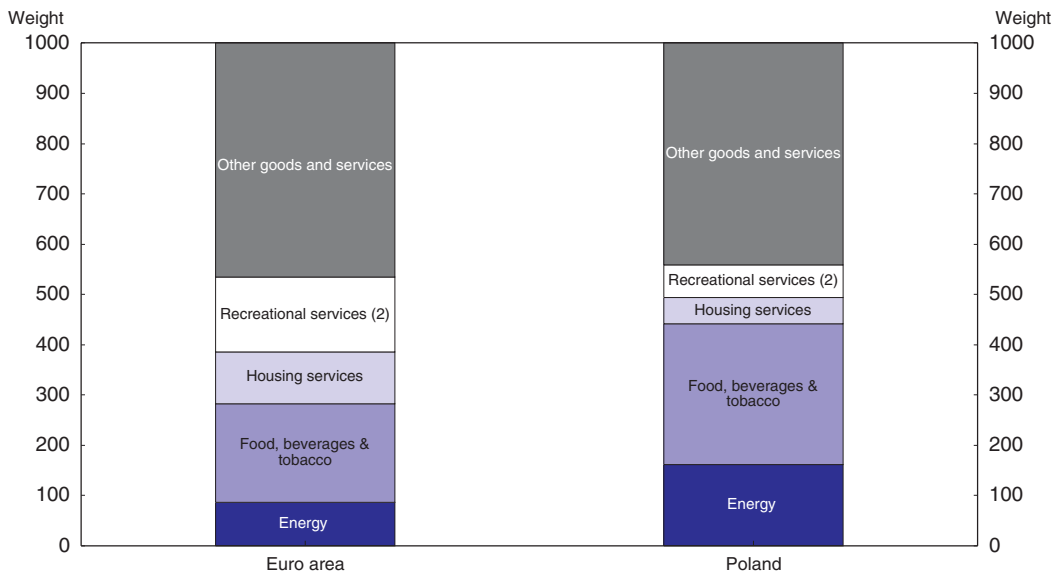 Weight
Weight
1000
1000
900
900
800
800
Other goods and services
Other goods and services
700
700
600
600
Recreational services (2)
500
500
Recreational services (2)
Housing services
400
400
Housing services
Food, beverages &
tobacco
300
300
Food, beverages &
tobacco
200
200
100
100
Energy
Energy
0
0
Euro area
Poland